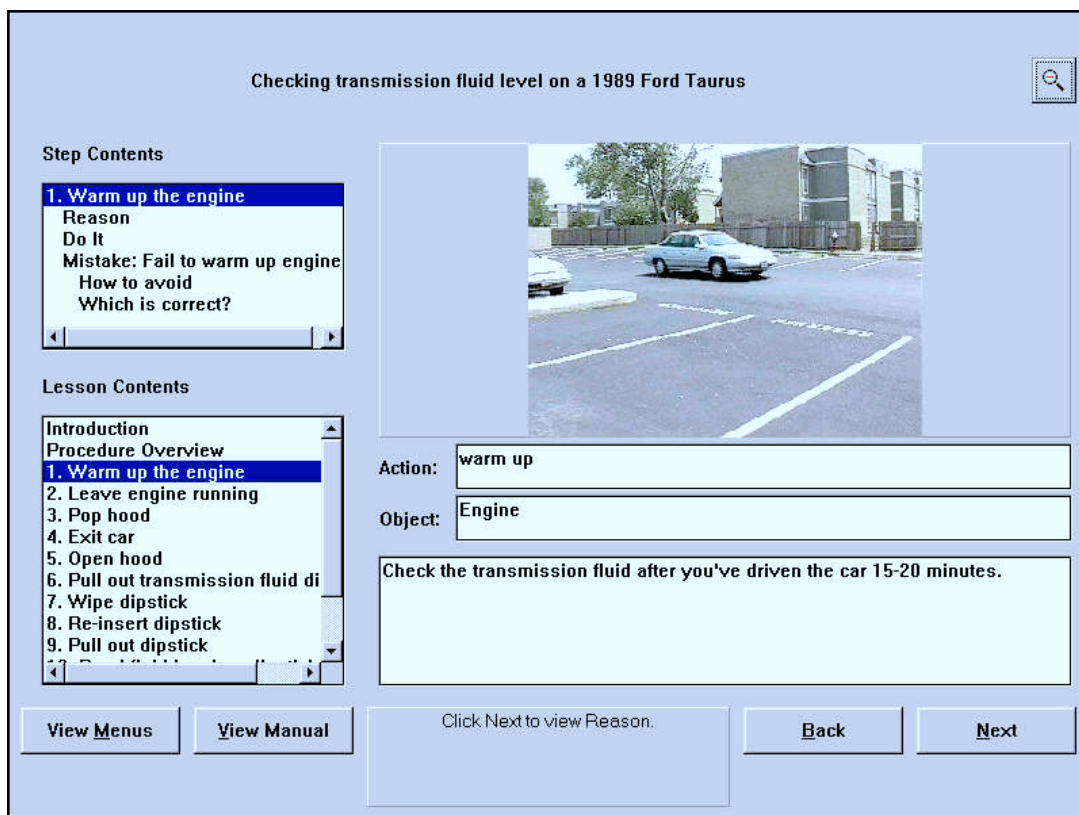 Checking transmission fluid level on a 1989 Ford Taurus
Step Contents
1. Warm up the engine
Reason
Do It
Mistake: Fail to warm up engine
How to avoid
Which is correct?
Lesson Contents
Introduction
Procedure Overview
1. Warm up the engine
2. Leave engine running
3. Pop hood
4. Exit car
5. Open hood
6. Pull out transmission fluid di
7. Wipe dipstick
8. Re-insert dipstick
9. Pull out dipstick
Action: warm up
Object: Engine
Check the transmission fluid after you've driven the car 15-20 minutes.
View Menus
View Manual
Click Next to view Reason.
Back
Next